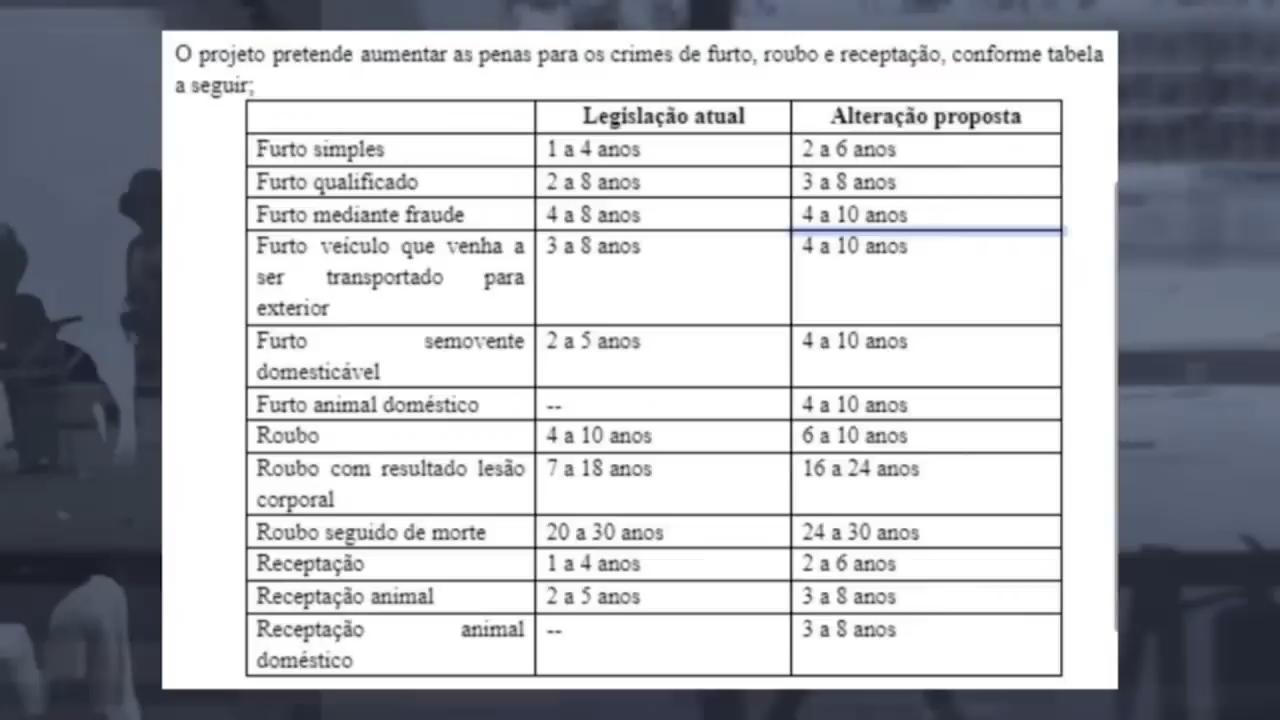 O projeto pretende aumentar as penas para os crimes de furto, roubo e receptação, conforme tabela
a seguir;
Legislação atual Alteração proposta
Furto simples 1 a 4 anos 2 a 6 anos
Furto qualificado 2 a 8 anos 3 a 8 anos
Furto mediante fraude 4 a 8 anos 4 a 10 anos
Furto veículo que venha a 3 a 8 anos 4 a 10 anos
ser transportado para
exterior
Furto semovente 2 a 5 anos 4 a 10 anos
domesticável
Furto animal doméstico -- 4 a 10 anos
Roubo 4 a 10 anos 6 a 10 anos
Roubo com resultado lesão 7 a 18 anos 16 a 24 anos
corporal
Roubo seguido de morte 20 a 30 anos 24 a 30 anos
Receptação 1 a 4 anos 2 a 6 anos
Receptação animal 2 a 5 anos 3 a 8 anos
Receptação animal -- 3 a 8 anos
doméstico